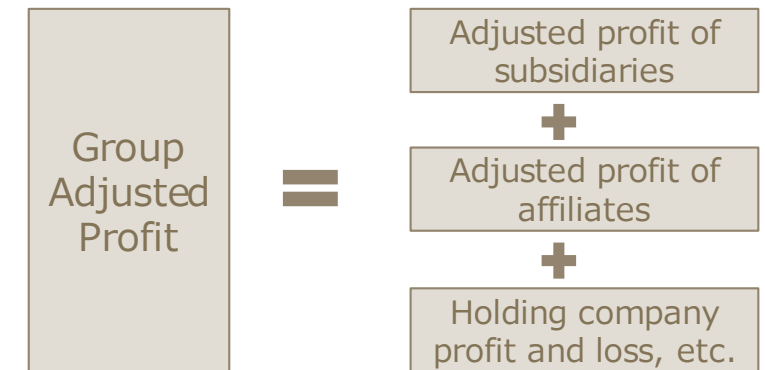 Group
Adjusted
Profit
=
Adjusted profit of
subsidiaries
+
Adjusted profit of
affiliates
+
Holding company
profit and loss, etc.